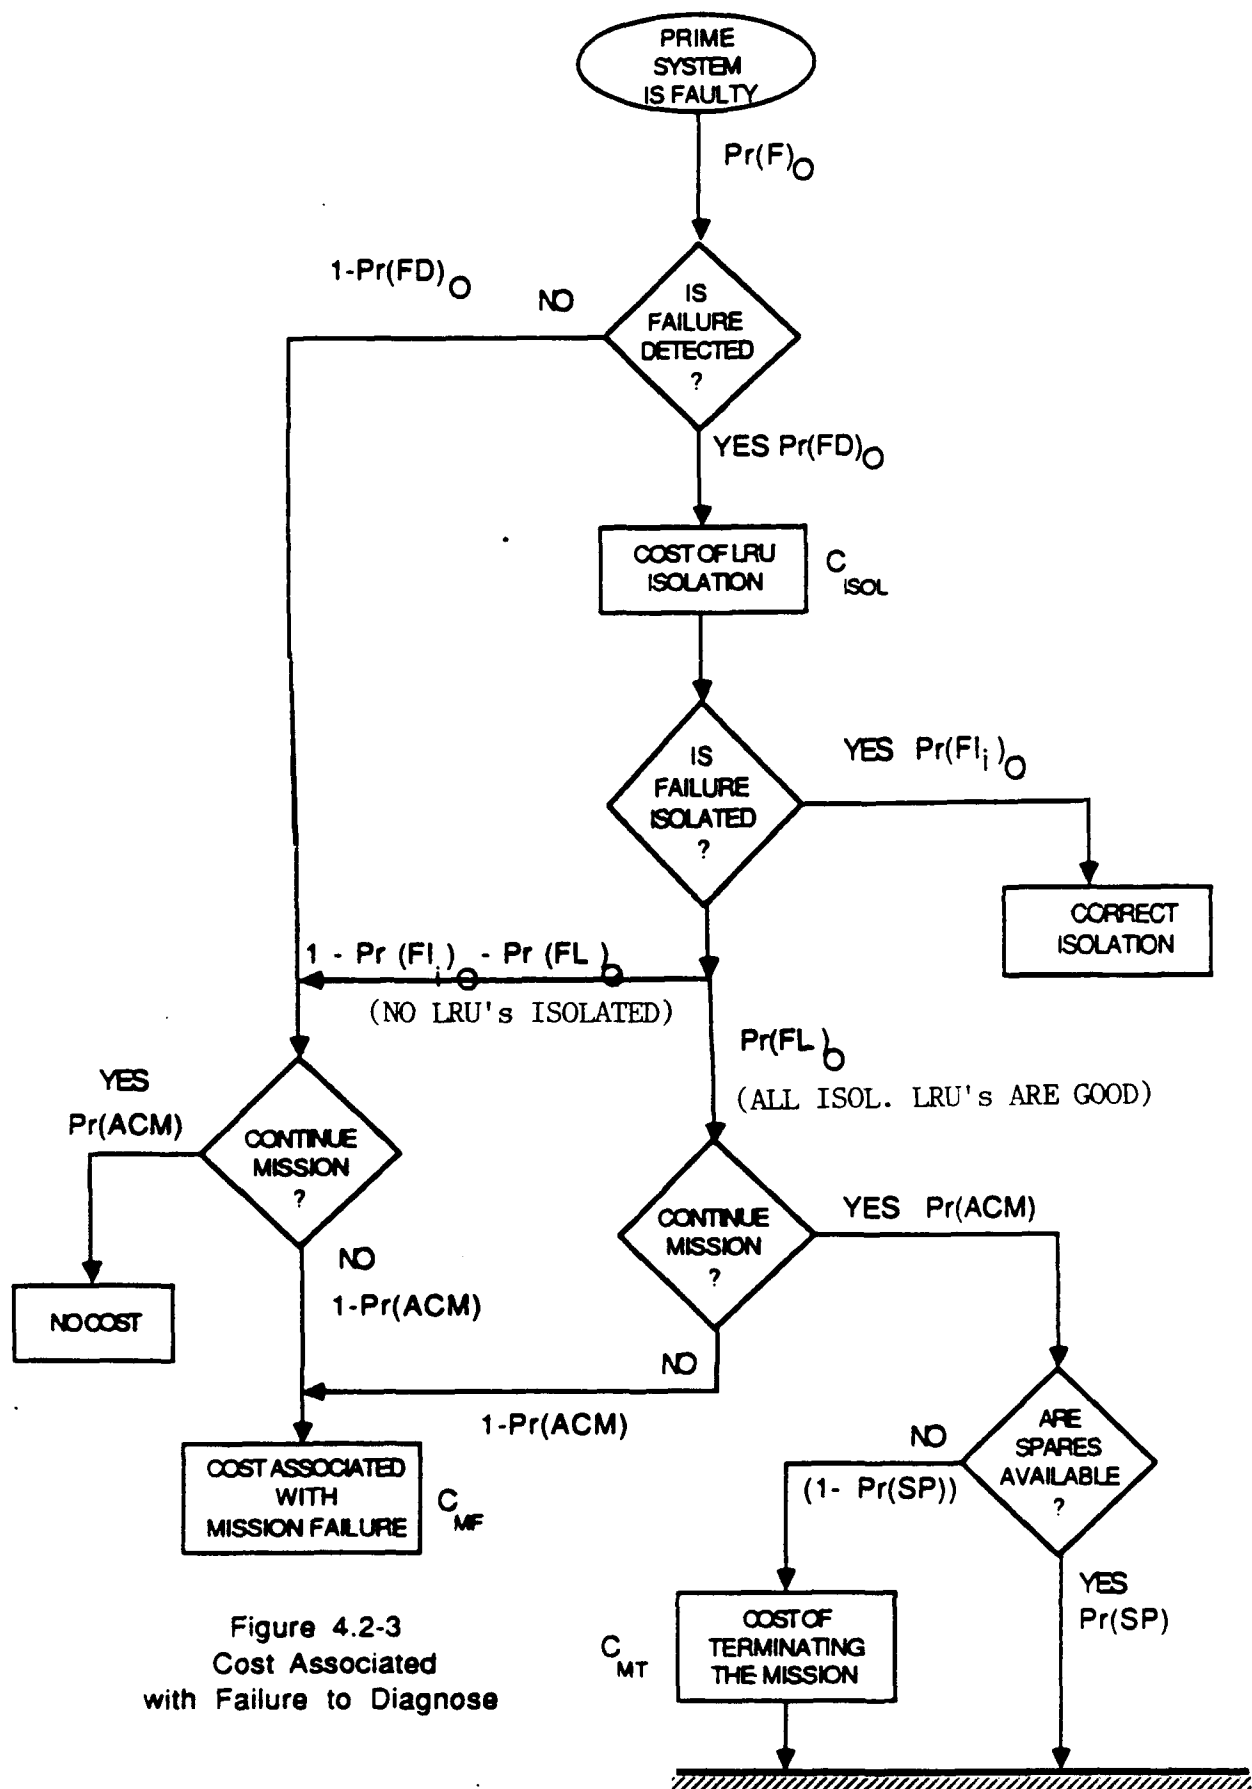 PRIME
SYSTEM
IS FAULTY
Pr(F)O
1-Pr(FD)O
NO
IS
FAILURE
DETECTED
?
YES Pr(FD)O
COST OF LRU
ISOLATION
C ISOL
IS
FAILURE
ISOLATED
?
YES Pr(FIi)O
CORRECT
ISOLATION
1 - Pr (FIi)O - Pr (FL)O
(NO LRU's ISOLATED)
Pr(FL)O
(ALL ISOL. LRU's ARE GOOD)
YES
Pr(ACM)
CONTINUE
MISSION
?
NO
1-Pr(ACM)
NO COST
CONTINUE
MISSION
?
YES Pr(ACM)
NO
1-Pr(ACM)
COST ASSOCIATED
WITH
MISSION FAILURE
C MF
ARE
SPARES
AVAILABLE
?
NO
(1- Pr(SP))
YES
Pr(SP)
COST OF
TERMINATING
THE MISSION
C MT
Figure 4.2-3
Cost Associated
with Failure to Diagnose